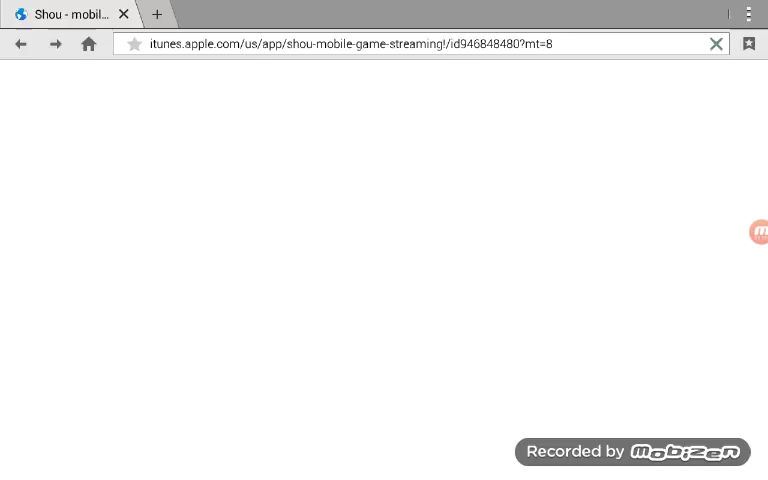 Shou - mobil...
itunes.apple.com/us/app/shou-mobile-game-streaming!/id946848480?mt=8
Recorded by mobizen